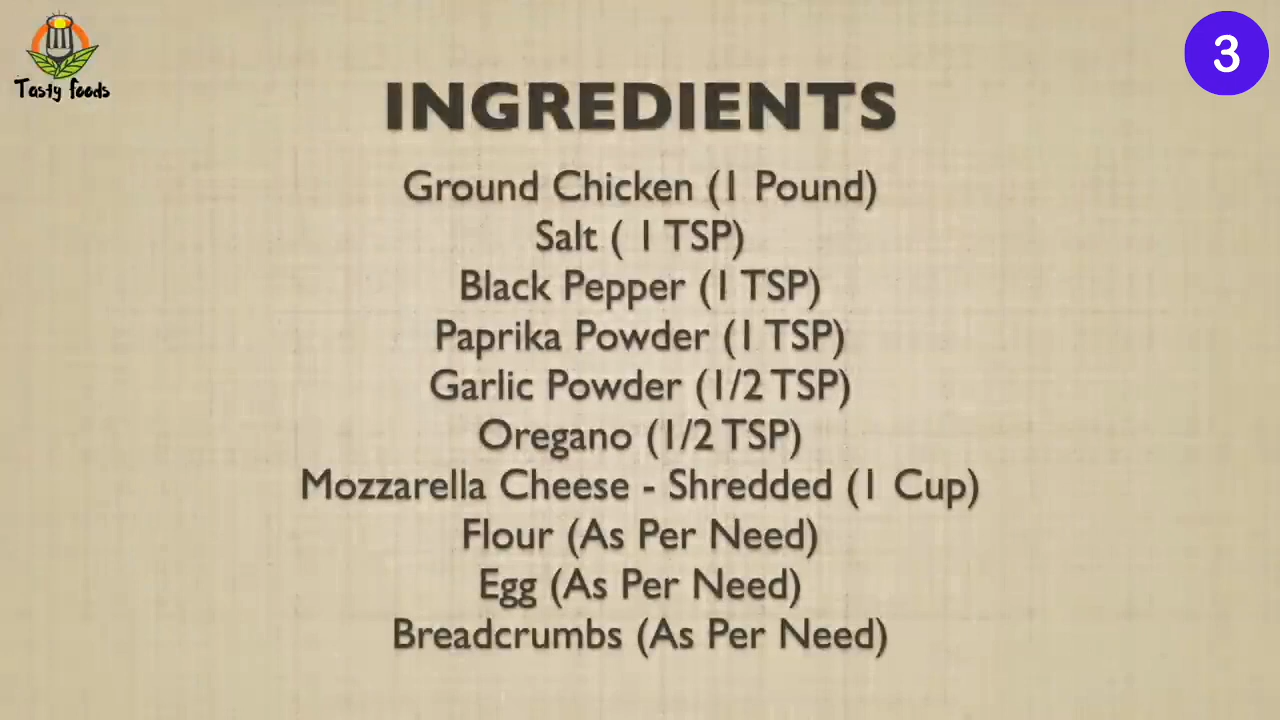 Tasty foods
3
INGREDIENTS
Ground Chicken (1 Pound)
Salt ( 1 TSP)
Black Pepper (1 TSP)
Paprika Powder (1 TSP)
Garlic Powder (1/2 TSP)
Oregano (1/2 TSP)
Mozzarella Cheese - Shredded (1 Cup)
Flour (As Per Need)
Egg (As Per Need)
Breadcrumbs (As Per Need)